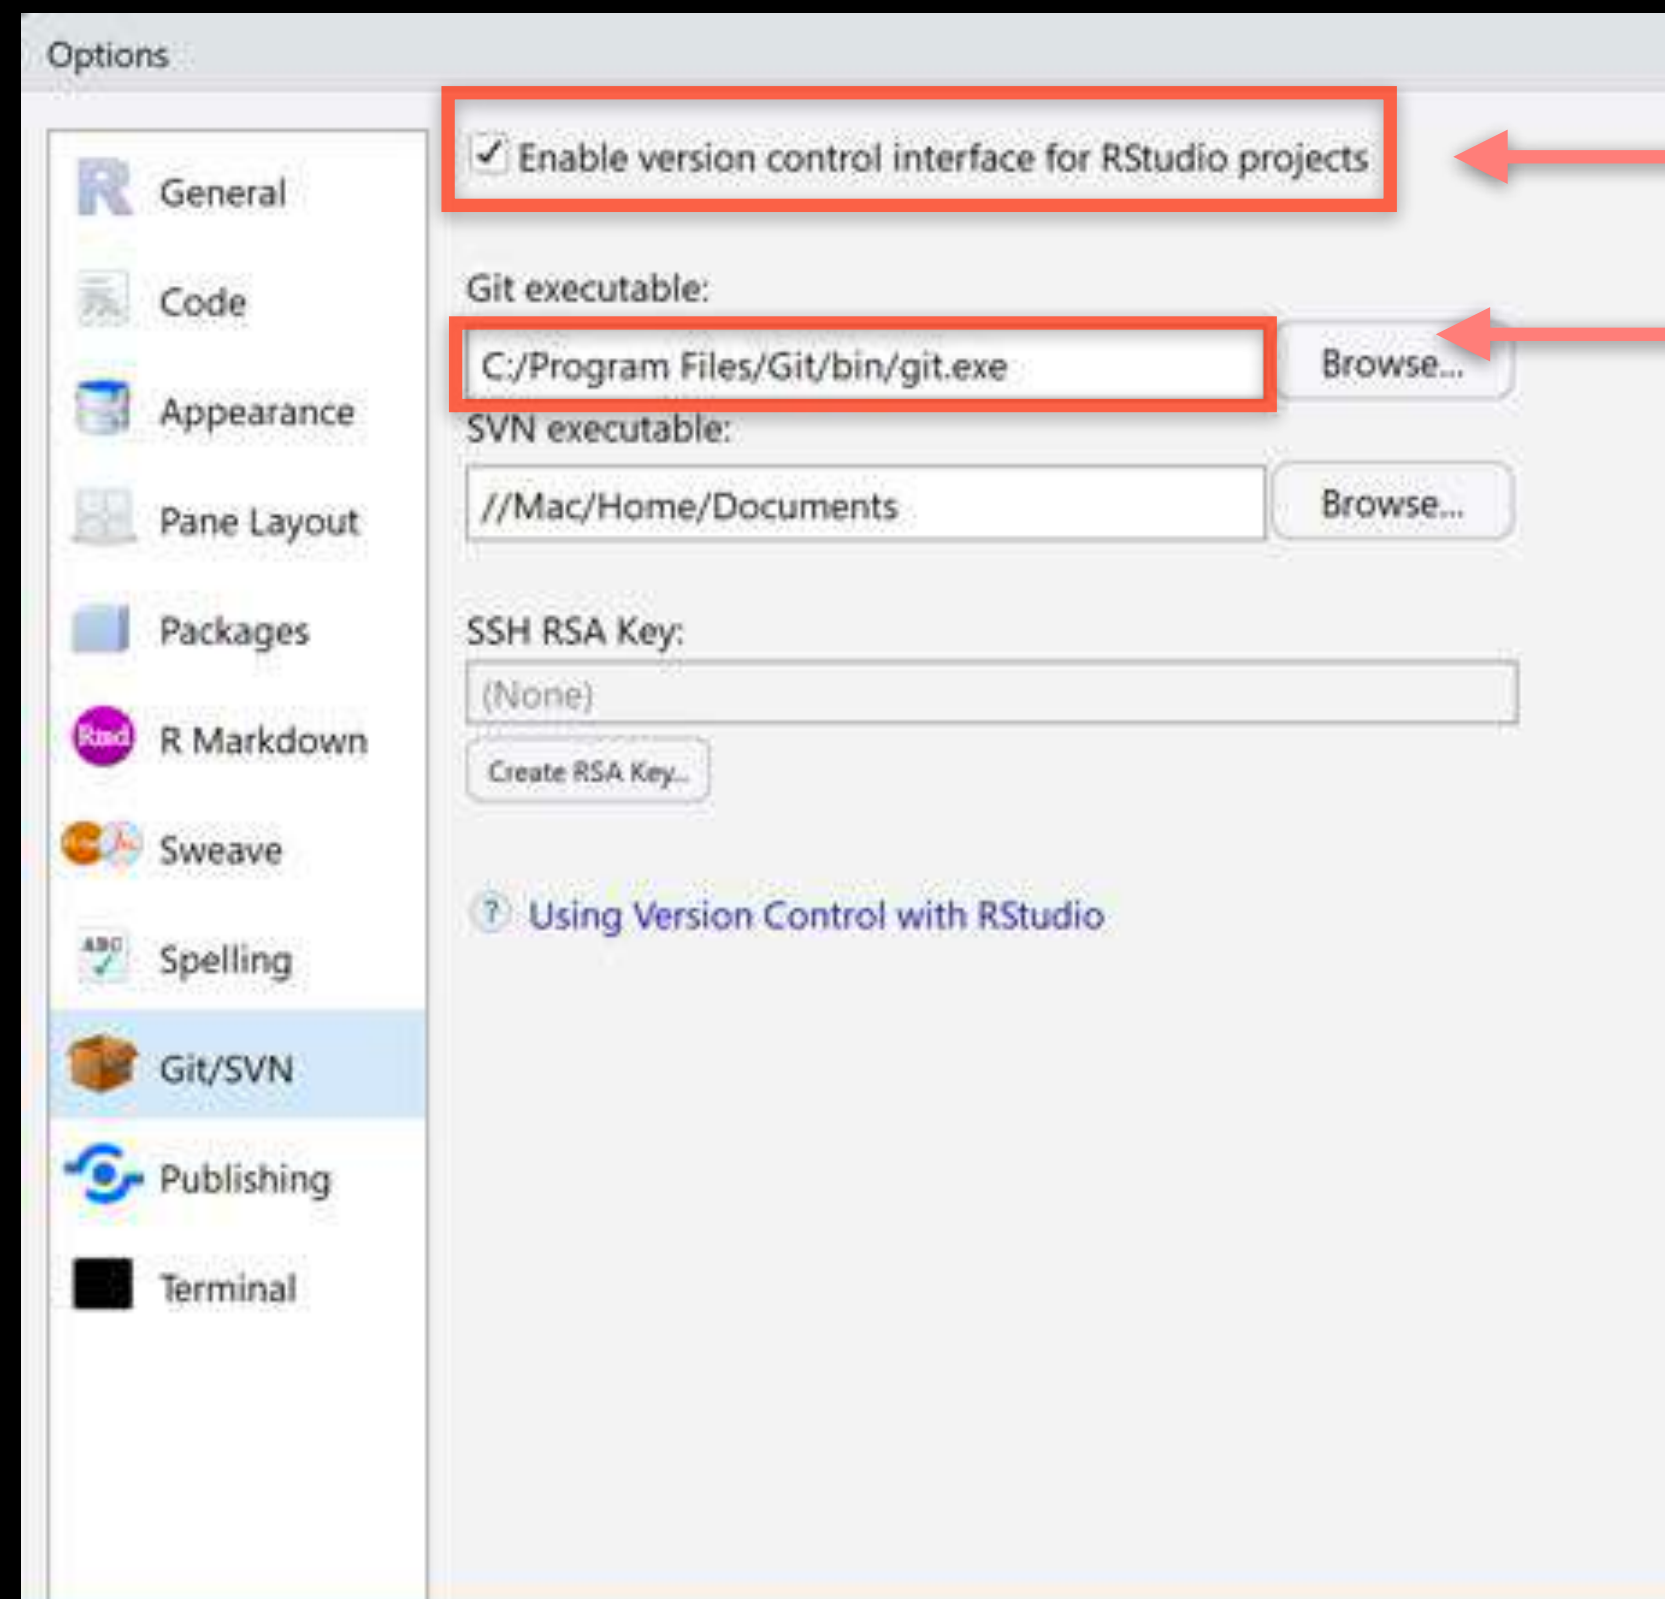 Options
General
Code
Appearance
Pane Layout
Packages
Rmd R Markdown
Sweave
ABC
Spelling
Git/SVN
Publishing
Terminal
Enable version control interface for RStudio projects
Git executable:
C:/Program Files/Git/bin/git.exe Browse...
SVN executable:
//Mac/Home/Documents Browse...
SSH RSA Key:
(None)
Create RSA Key...
? Using Version Control with RStudio